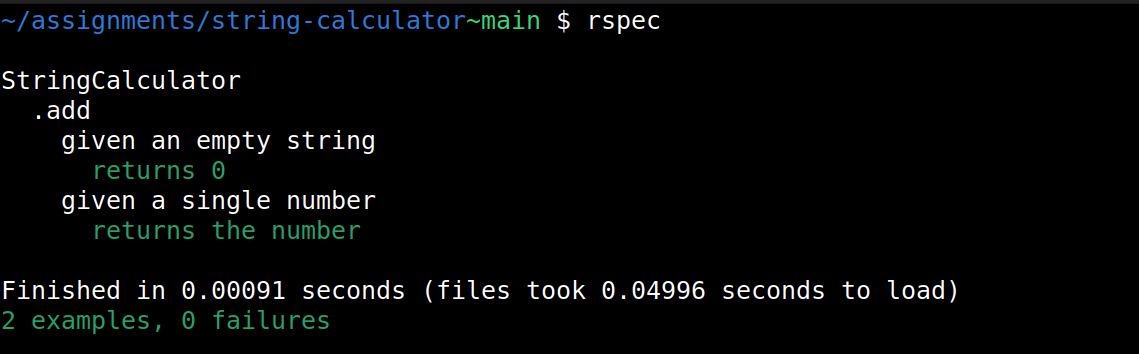 ~/assignments/string-calculator~main $ rspec
StringCalculator
.add
given an empty string
returns 0
given a single number
returns the number
Finished in 0.00091 seconds (files took 0.04996 seconds to load)
2 examples, 0 failures